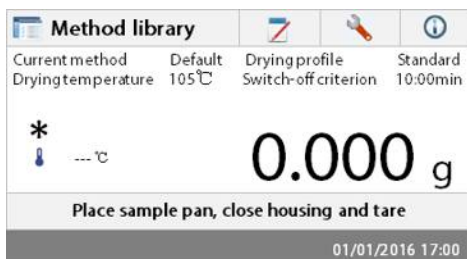 Method library
Current method Default Drying profile Standard
Drying temperature 105℃ Switch-off criterion 10:00min
*
--- ℃
0.000 g
Place sample pan, close housing and tare
01/01/2016 17:00